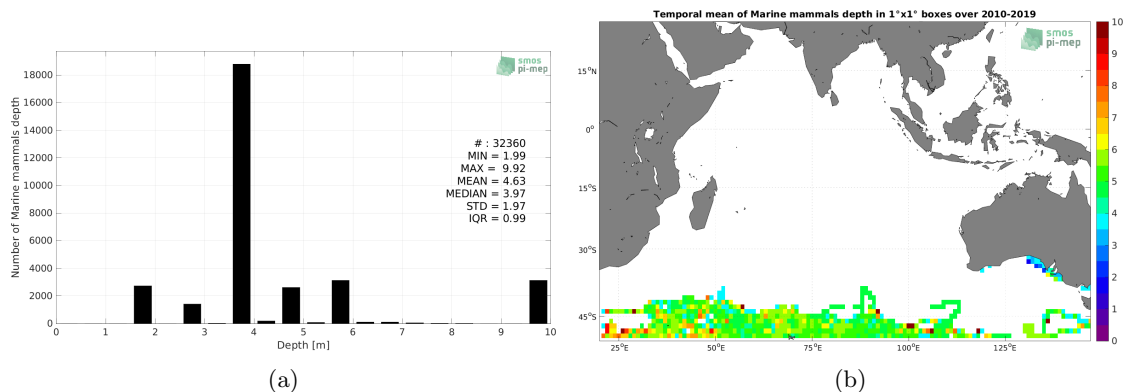 smos
pi-mep
18000
16000
14000
12000
10000
8000
6000
4000
2000
0
Number of Marine mammals depth
# : 32360
MIN = 1.99
MAX = 9.92
MEAN = 4.63
MEDIAN = 3.97
STD = 1.97
IQR = 0.99
0 1 2 3 4 5 6 7 8 9 10
Depth [m]
(a)
Temporal mean of Marine mammals depth in 1°x1° boxes over 2010-2019
smos
pi-mep
15°N
0°
15°S
30°S
45°S
25°E 50°E 75°E 100°E 125°E
10
9
8
7
6
5
4
3
2
1
0
(b)